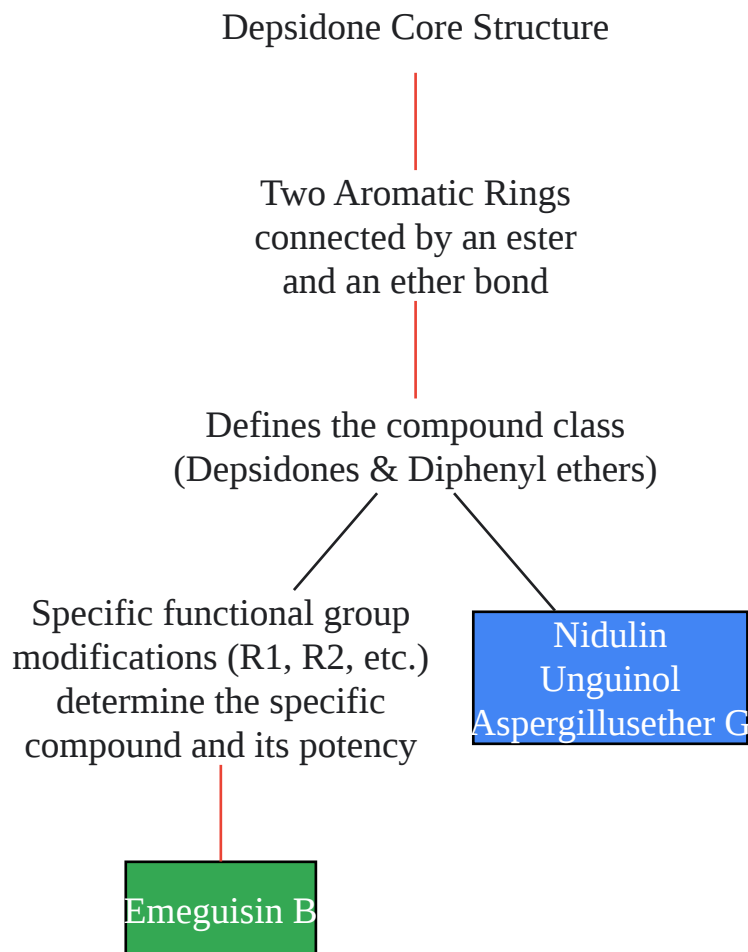 Depsidone Core Structure
Two Aromatic Rings
connected by an ester
and an ether bond
Defines the compound class
(Depsidones & Diphenyl ethers)
Specific functional group
modifications (R1, R2, etc.)
determine the specific
compound and its potency
Nidulin
Unguinol
Aspergillusether G
Emeguisin B